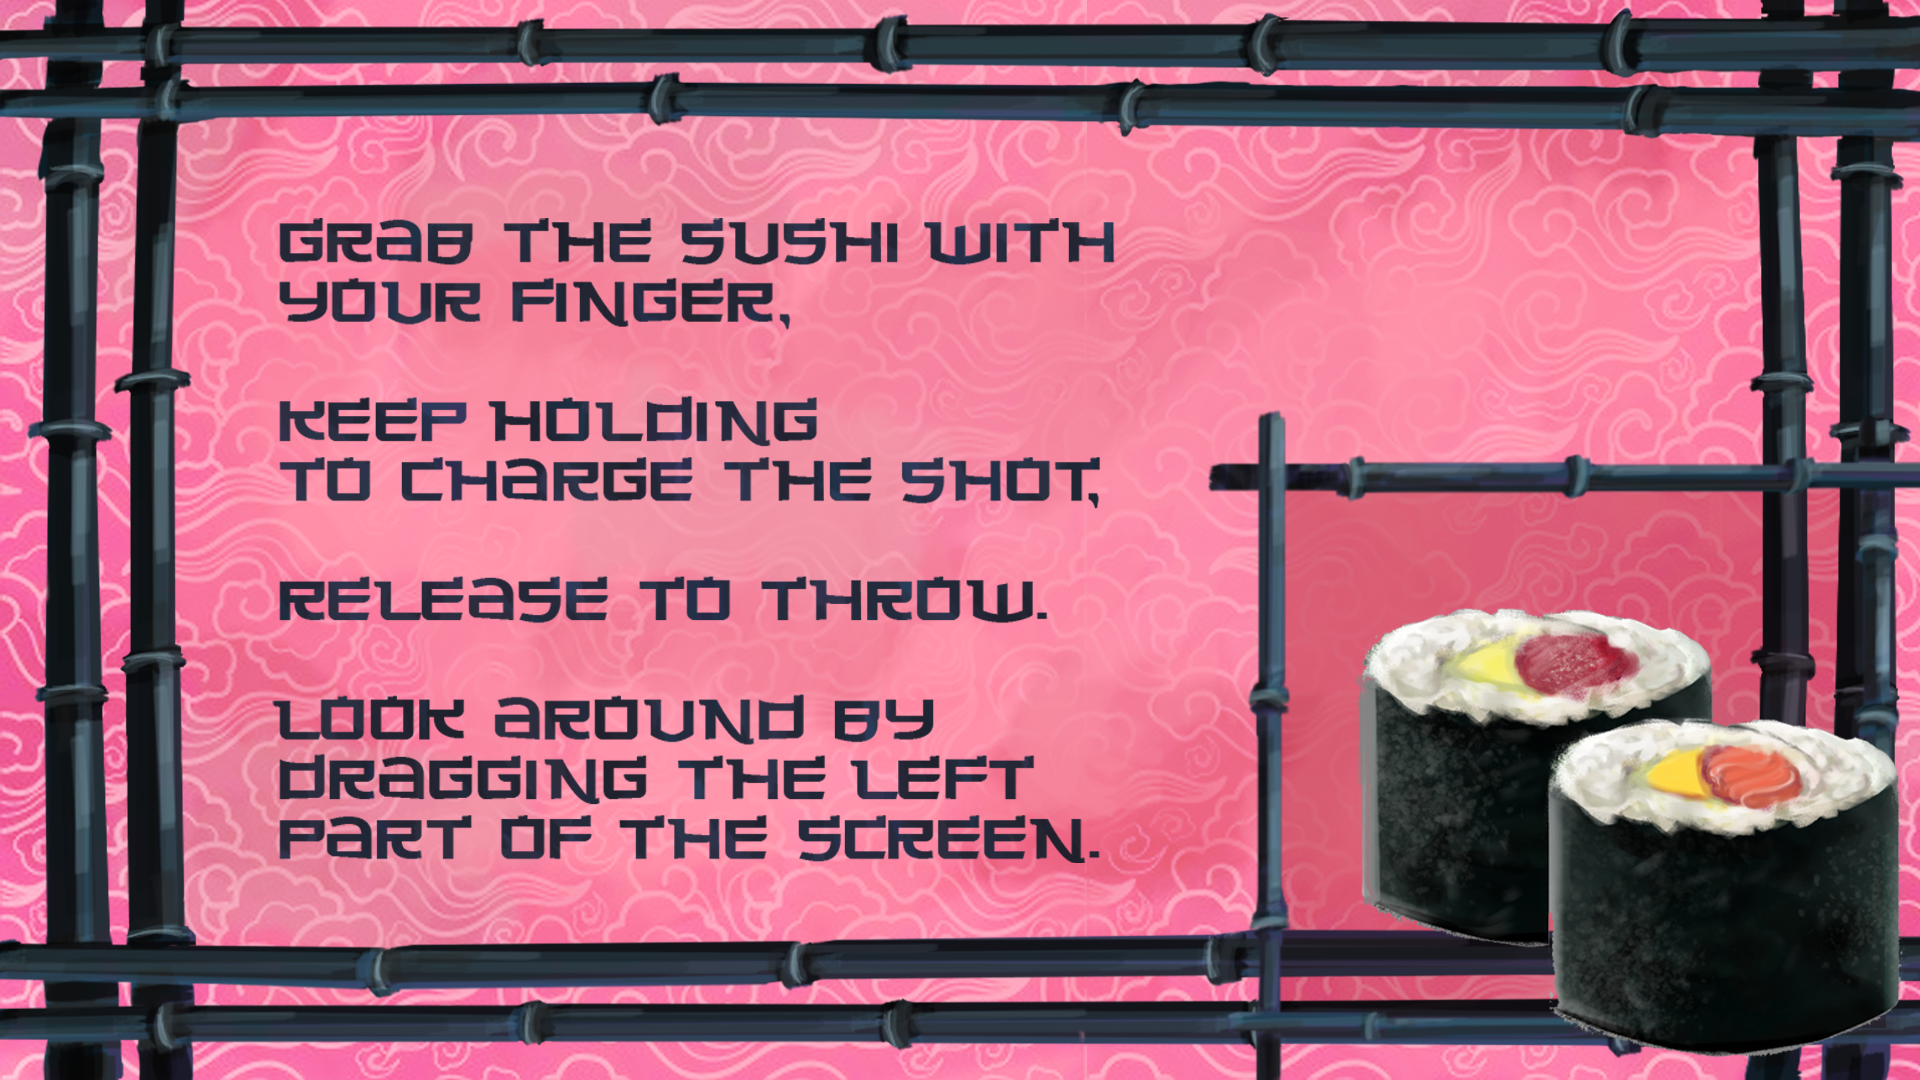 GRAB THE SUSHI WITH
YOUR FINGER,
KEEP HOLDING
TO CHARGE THE SHOT,
RELEASE TO THROW.
LOOK AROUND BY
DRAGGING THE LEFT
PART OF THE SCREEN.